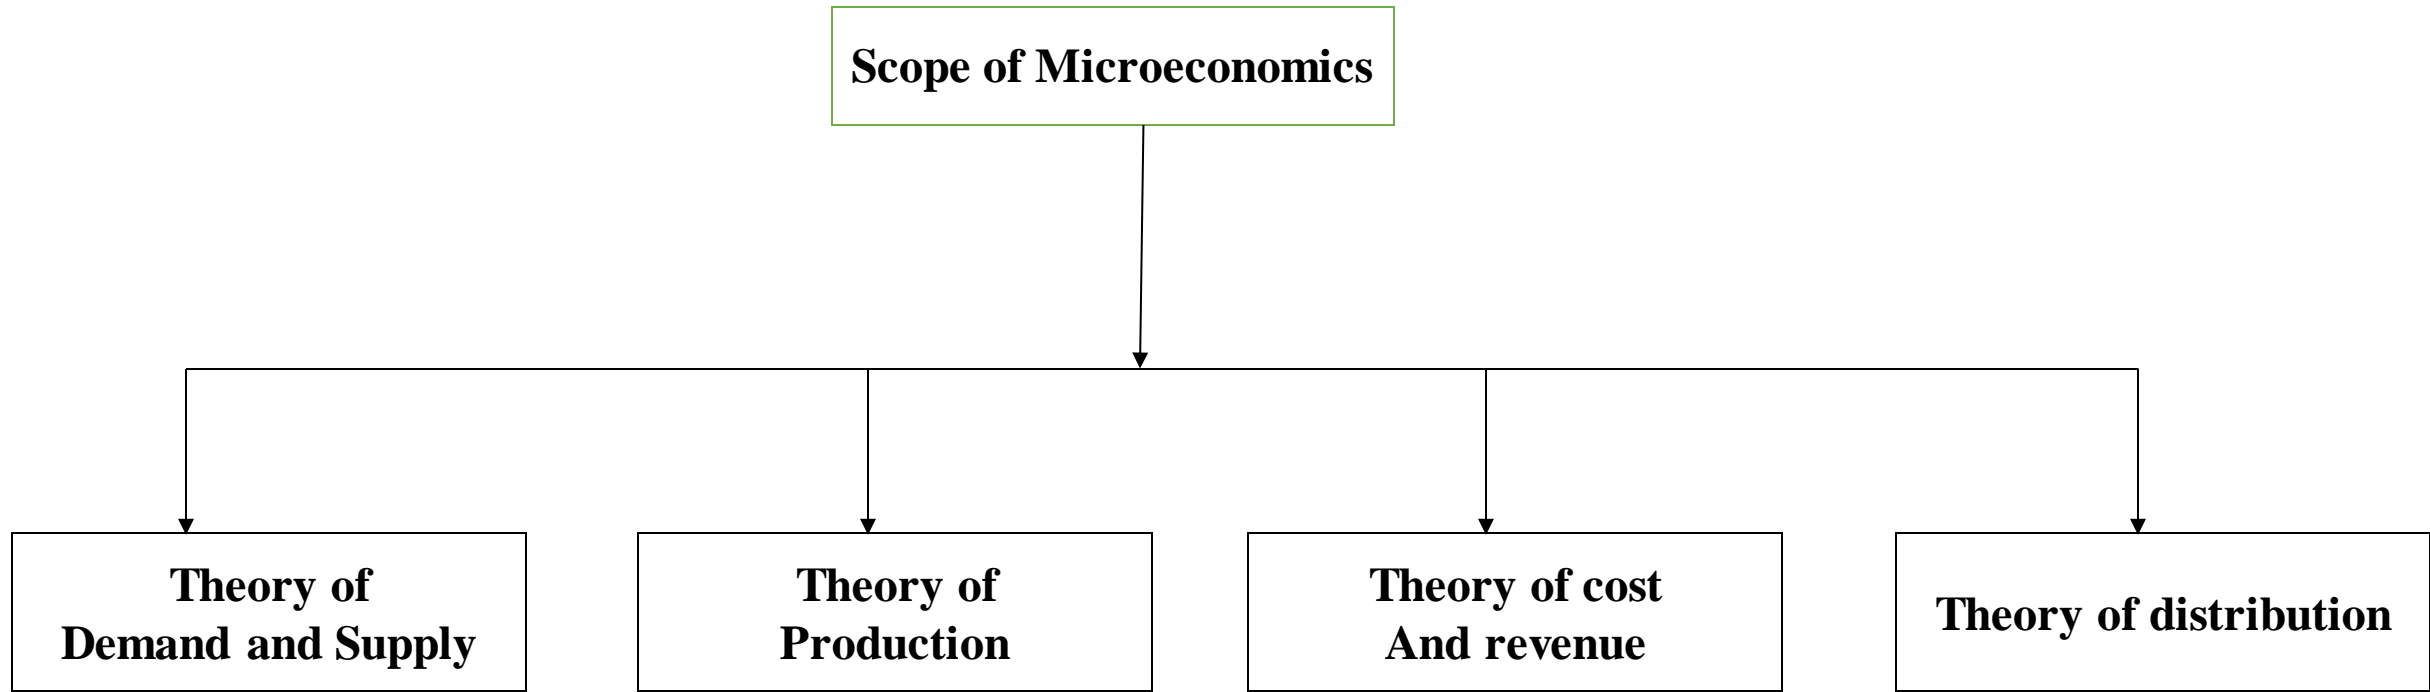 Scope of Microeconomics
Theory of
Demand and Supply
Theory of
Production
Theory of cost
And revenue
Theory of distribution